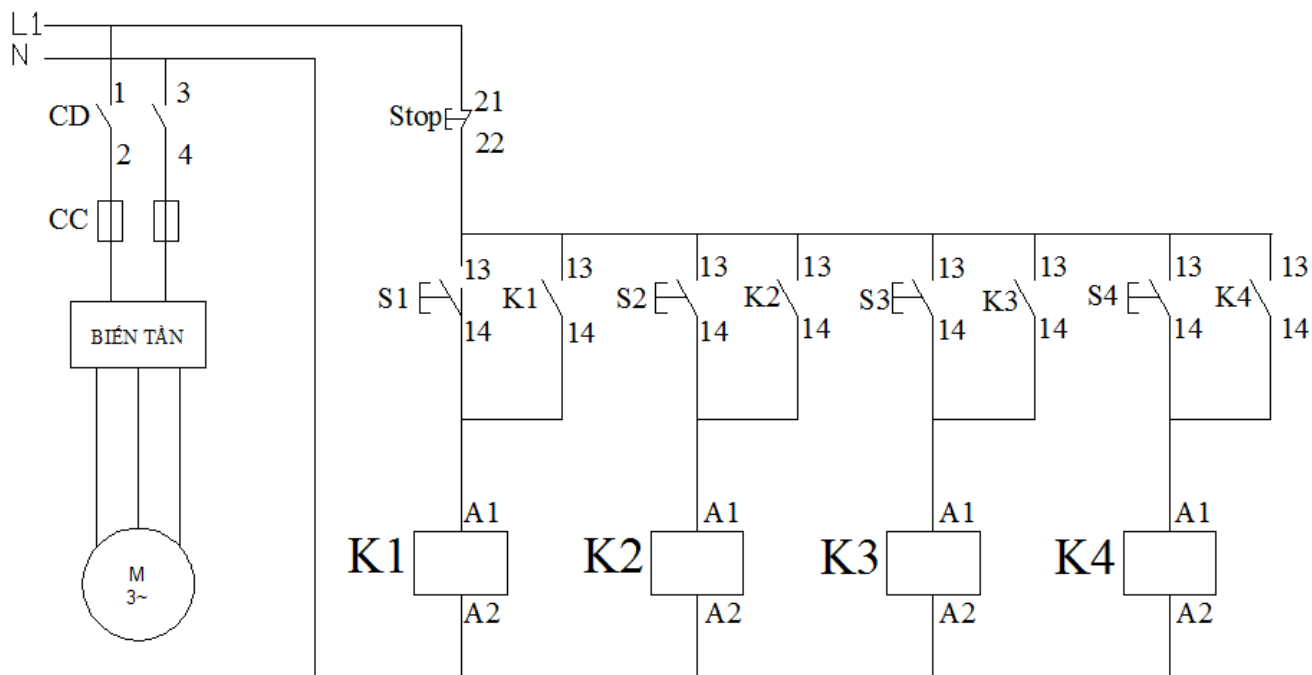 L1
N
1 3
CD
2 4
CC
BIẾN TẦN
M
3~
Stop 21
22
13 13 13 13 13 13 13 13
S1 K1 S2 K2 S3 K3 S4 K4
14 14 14 14 14 14 14 14
A1 A1 A1 A1
K1 K2 K3 K4
A2 A2 A2 A2